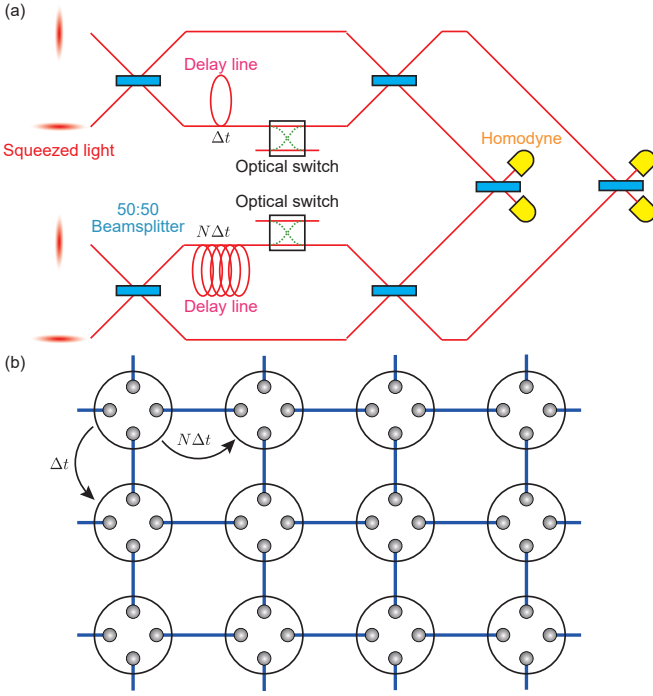 (a)
Delay line
Δt
Optical switch
Homodyne
Squeezed light
Optical switch
50:50
Beamsplitter
NΔt
Delay line
(b)
NΔt
Δt